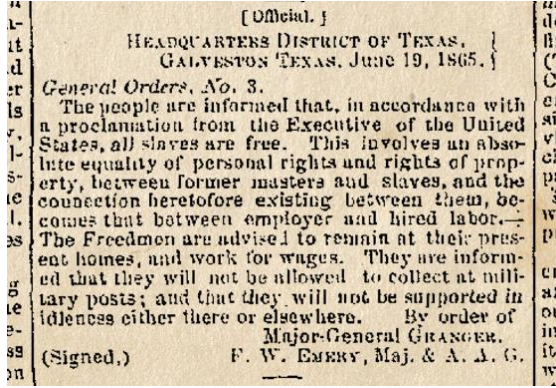 [Official.]
HEADQUARTERS DISTRICT OF TEXAS,
GALVESTON TEXAS, June 19, 1865.
General Orders, No. 3.
The people are informed that, in accordance with
a proclamation from the Executive of the United
States, all slaves are free. This involves an abso-
lute equality of personal rights and rights of prop-
erty, between former masters and slaves, and the
connection heretofore existing between them, be-
comes that between employer and hired labor.—
The Freedmen are advised to remain at their pres-
ent homes, and work for wages. They are inform-
ed that they will not be allowed to collect at mili-
tary posts; and that they will not be supported in
idleness either there or elsewhere. By order of
Major-General GRANGER.
(Signed,) F. W. EMERY, Maj. & A. A. G.